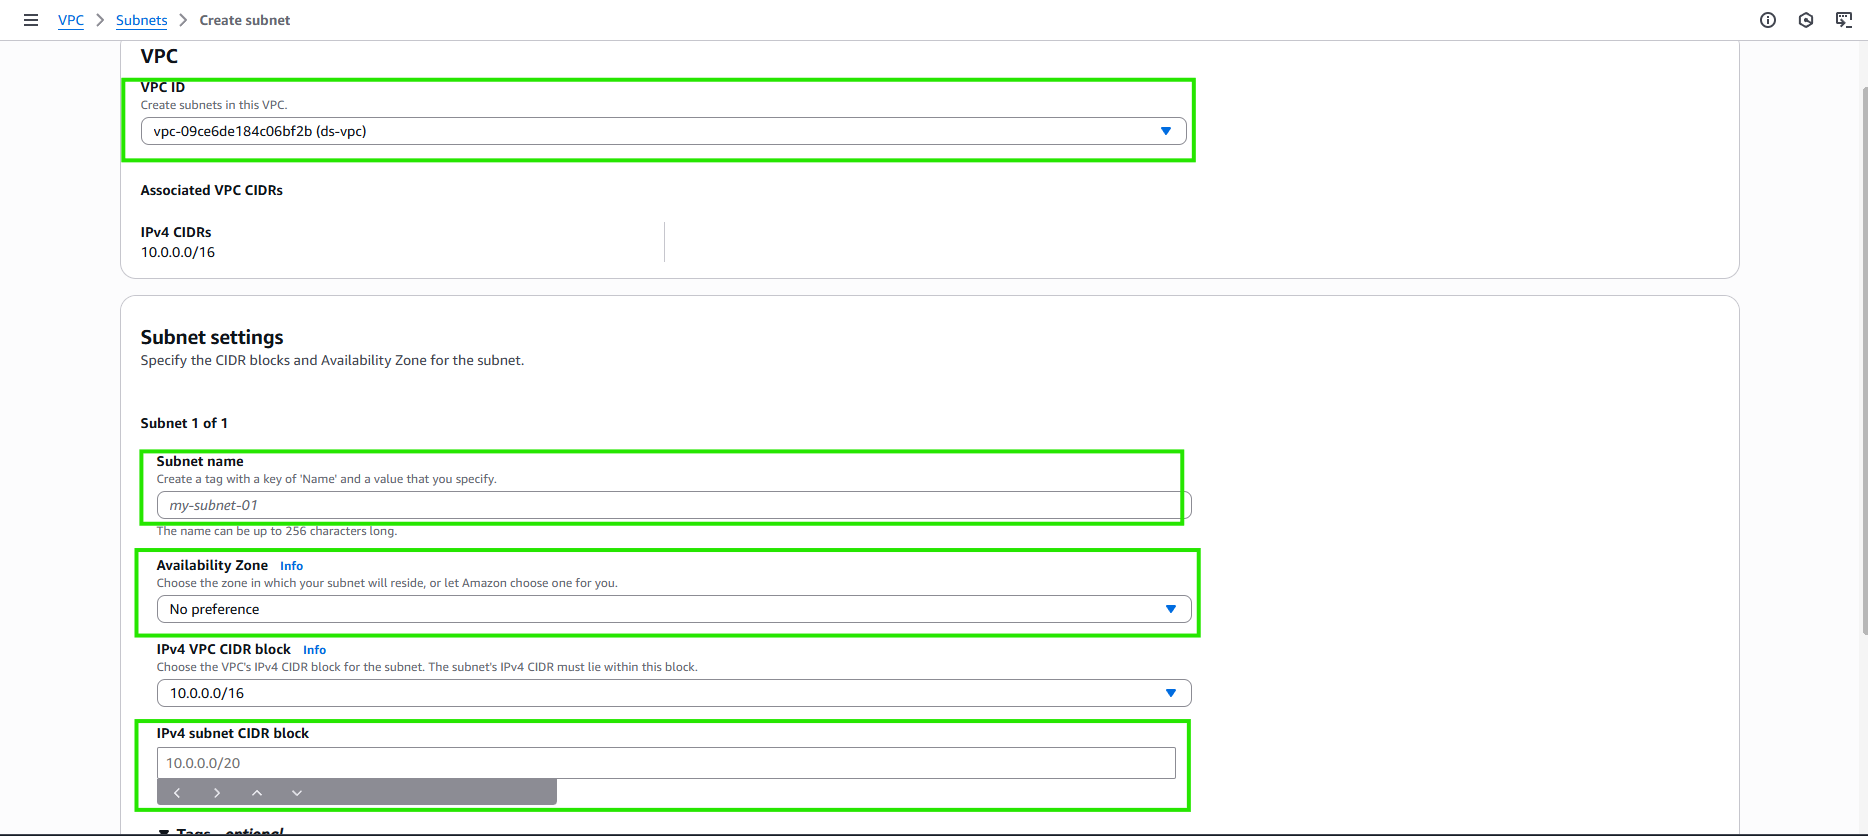 VPC > Subnets > Create subnet
VPC
VPC ID
Create subnets in this VPC.
vpc-09ce6de184c06bf2b (ds-vpc)
Associated VPC CIDRs
IPv4 CIDRs
10.0.0.0/16
Subnet settings
Specify the CIDR blocks and Availability Zone for the subnet.
Subnet 1 of 1
Subnet name
Create a tag with a key of 'Name' and a value that you specify.
my-subnet-01
The name can be up to 256 characters long.
Availability Zone Info
Choose the zone in which your subnet will reside, or let Amazon choose one for you.
No preference
IPv4 VPC CIDR block Info
Choose the VPC's IPv4 CIDR block for the subnet. The subnet's IPv4 CIDR must lie within this block.
10.0.0.0/16
IPv4 subnet CIDR block
10.0.0.0/20
Tags - optional